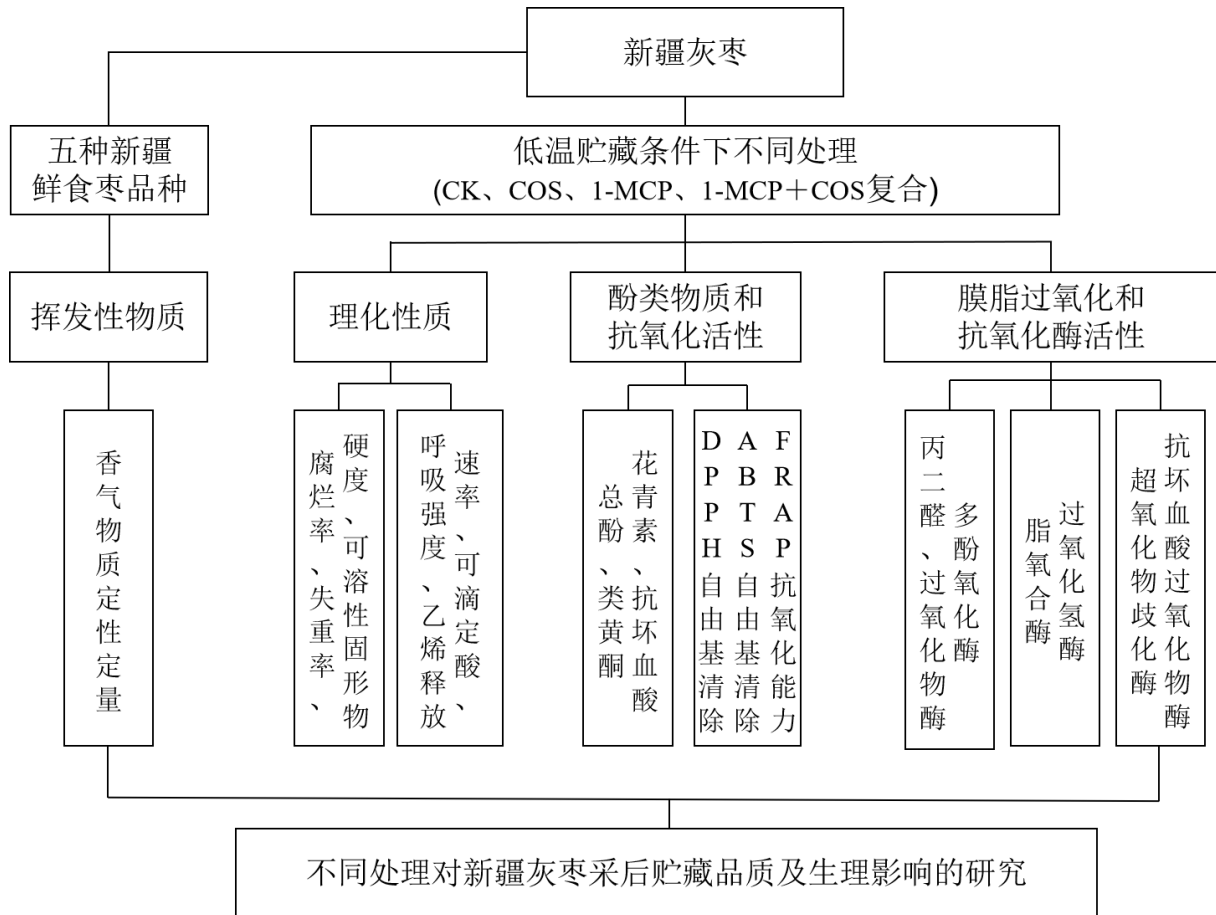 新疆灰枣
五种新疆
鲜食枣品种
低温贮藏条件下不同处理
(CK、COS、1-MCP、1-MCP＋COS复合)
挥发性物质
理化性质
酚类物质和
抗氧化活性
膜脂过氧化和
抗氧化酶活性
香气物质定性定量
腐烂率、失重率、
硬度、可溶性固形物
呼吸强度、乙烯释放
速率、可滴定酸、
总酚、类黄酮
花青素、抗坏血酸
DPPH自由基清除
ABTS自由基清除
FRAP抗氧化能力
丙二醛、过氧化物酶
多酚氧化酶
脂氧合酶
过氧化氢酶
超氧化物歧化酶
抗坏血酸过氧化物酶
不同处理对新疆灰枣采后贮藏品质及生理影响的研究